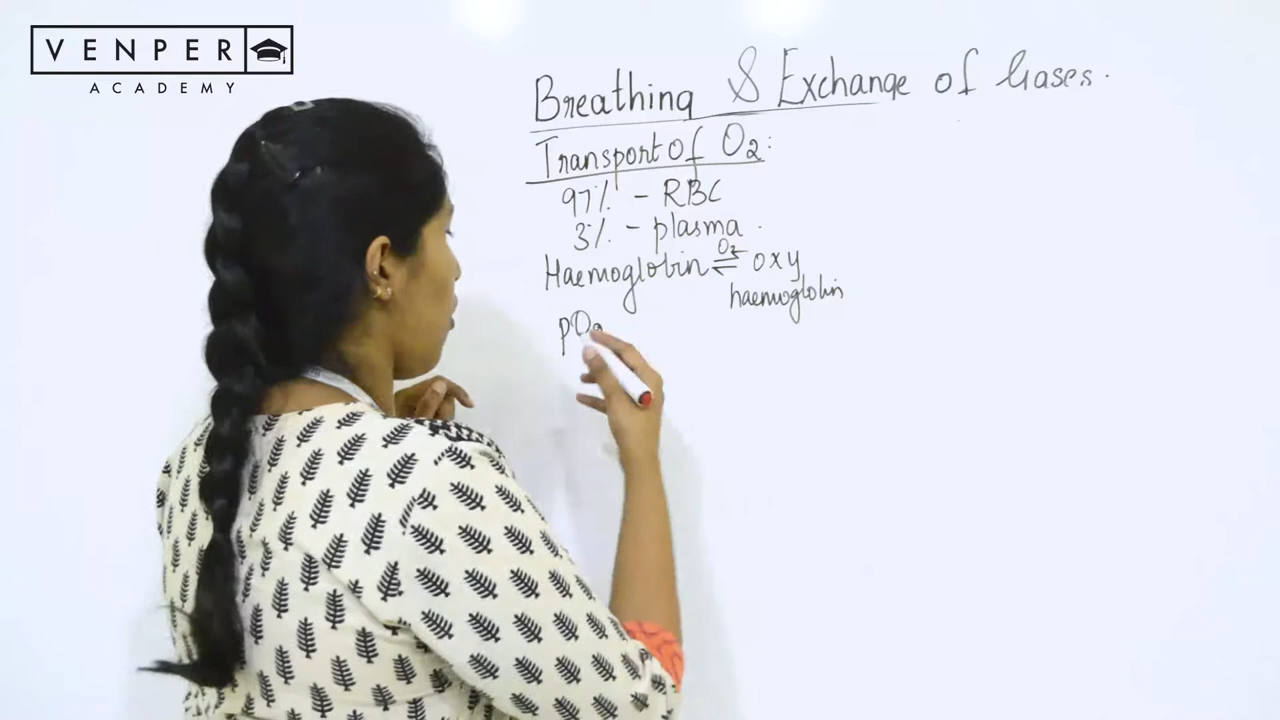 VENPER
ACADEMY
Breathing & Exchange of Gases.
Transport of O2:
97% - RBC
3% - plasma.
Haemoglobin ⇌ O2 oxy
haemoglobin
pO2